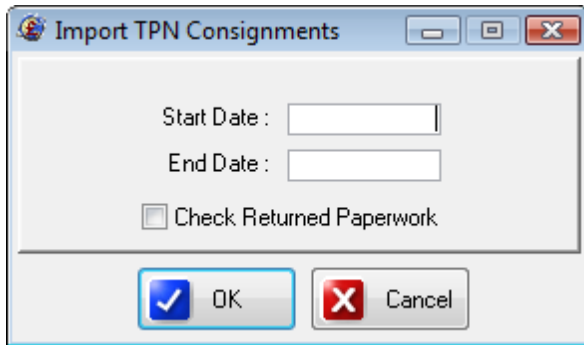 Import TPN Consignments
Start Date :
End Date :
Check Returned Paperwork
OK Cancel